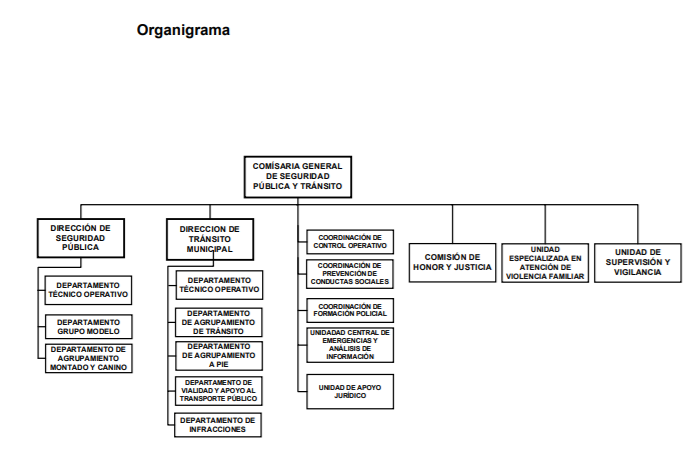 Organigrama
COMÍSARIA GENERAL
DE SEGURIDAD
PÚBLICA Y TRÁNSITO
DIRECCIÓN DE
SEGURIDAD
PÚBLICA
DEPARTAMENTO
TÉCNICO OPERATIVO
DEPARTAMENTO
GRUPO MODELO
DEPARTAMENTO DE
AGRUPAMIENTO
MONTADO Y CANINO
DIRECCION DE
TRÁNSITO
MUNICIPAL
DEPARTAMENTO
TÉCNICO OPERATIVO
DEPARTAMENTO
DE AGRUPAMIENTO
DE TRÁNSITO
DEPARTAMENTO
DE AGRUPAMIENTO
A PIE
DEPARTAMENTO DE
VIALIDAD Y APOYO AL
TRANSPORTE PÚBLICO
DEPARTAMENTO DE
INFRACCIONES
COORDINACIÓN DE
CONTROL OPERATIVO
COORDINACIÓN DE
PREVENCIÓN DE
CONDUCTAS SOCIALES
COORDINACIÓN DE
FORMACIÓN POLICIAL
UNIDADAD CENTRAL DE
EMERGENCIAS Y
ANÁLISIS DE
INFORMACIÓN
UNIDAD DE APOYO
JURÍDICO
COMISIÓN DE
HONOR Y JUSTICIA
UNIDAD
ESPECIALIZADA EN
ATENCIÓN DE
VIOLENCIA FAMILIAR
UNIDAD DE
SUPERVISIÓN Y
VIGILANCIA